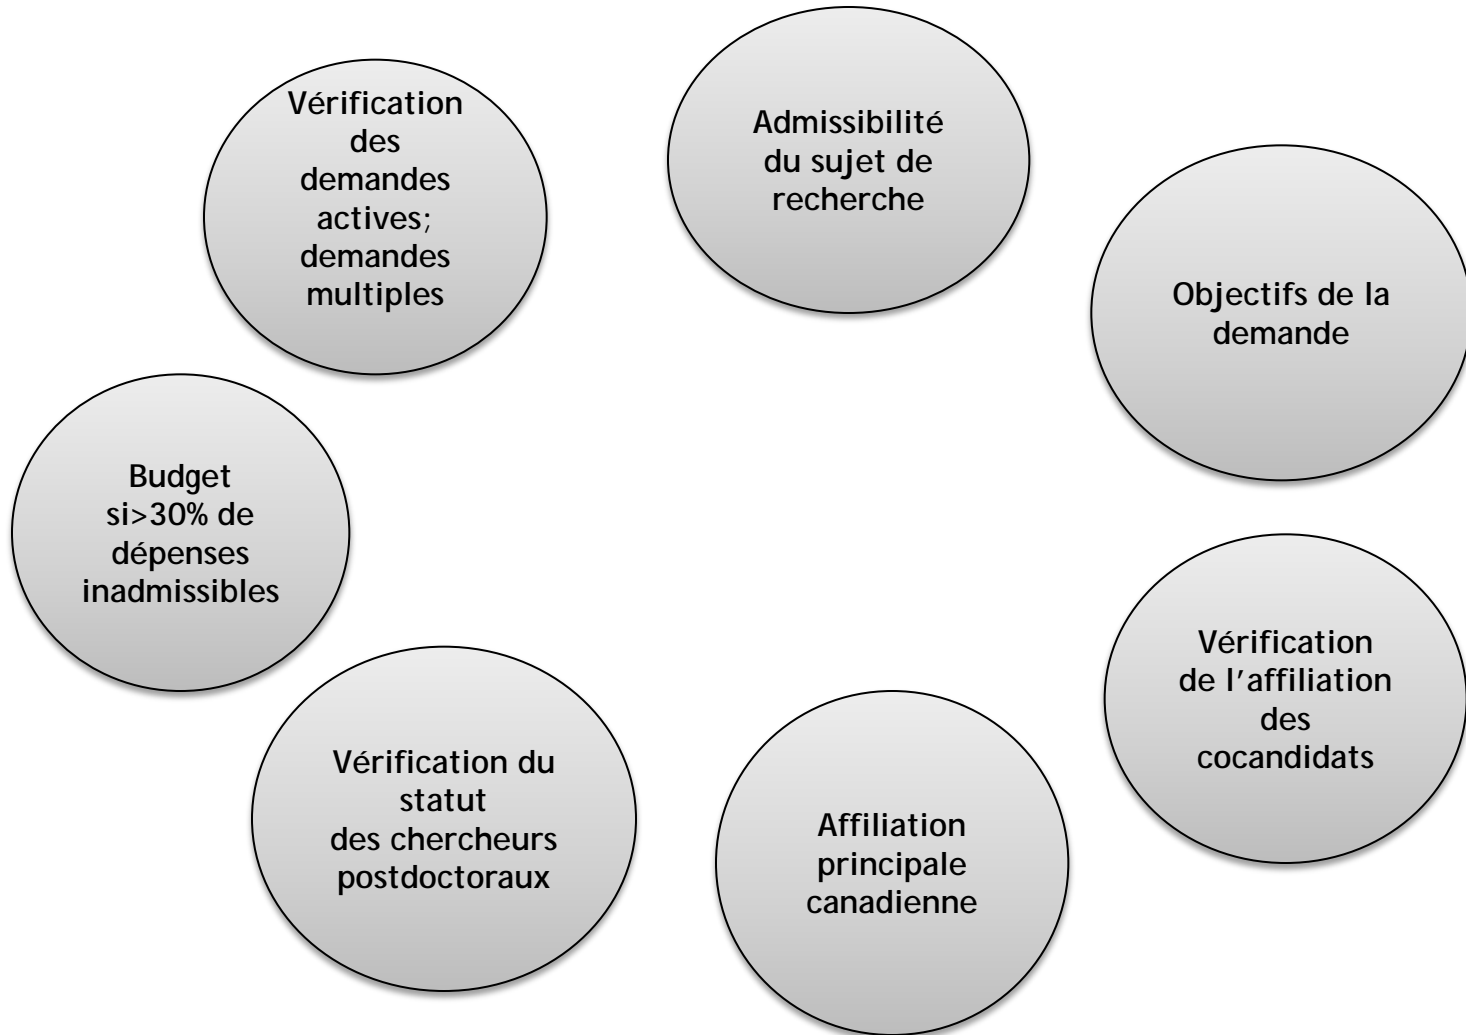 Vérification
des
demandes
actives;
demandes
multiples
Admissibilité
du sujet de
recherche
Objectifs de la
demande
Vérification
de l’affiliation
des
cocandidats
Affiliation
principale
canadienne
Vérification du
statut
des chercheurs
postdoctoraux
Budget
si>30% de
dépenses
inadmissibles